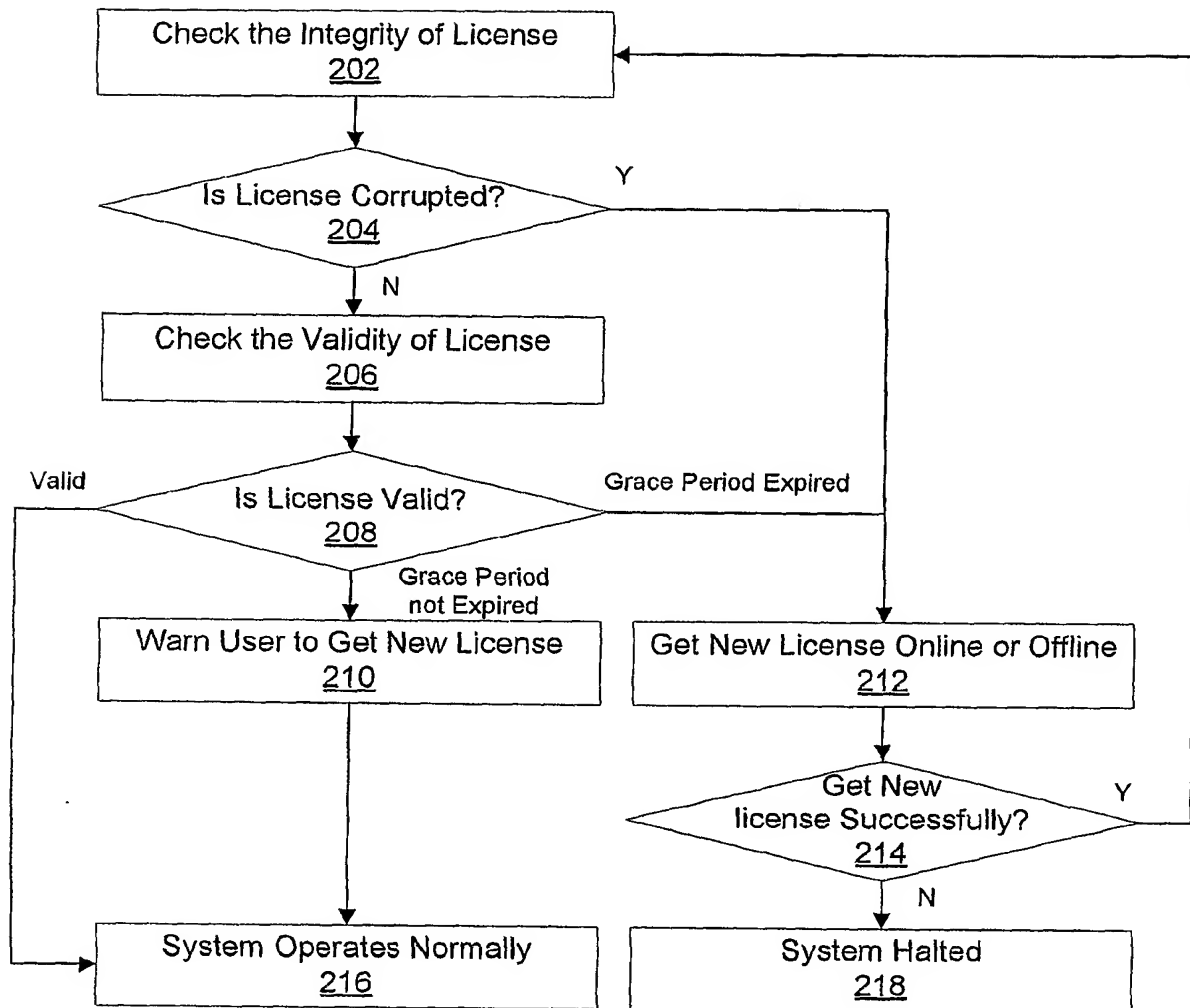 Check the Integrity of License
202
Is License Corrupted?
204
Y
N
Check the Validity of License
206
Valid
Is License Valid?
208
Grace Period Expired
Grace Period
not Expired
Warn User to Get New License
210
Get New License Online or Offline
212
Get New
license Successfully?
214
Y
N
System Operates Normally
216
System Halted
218